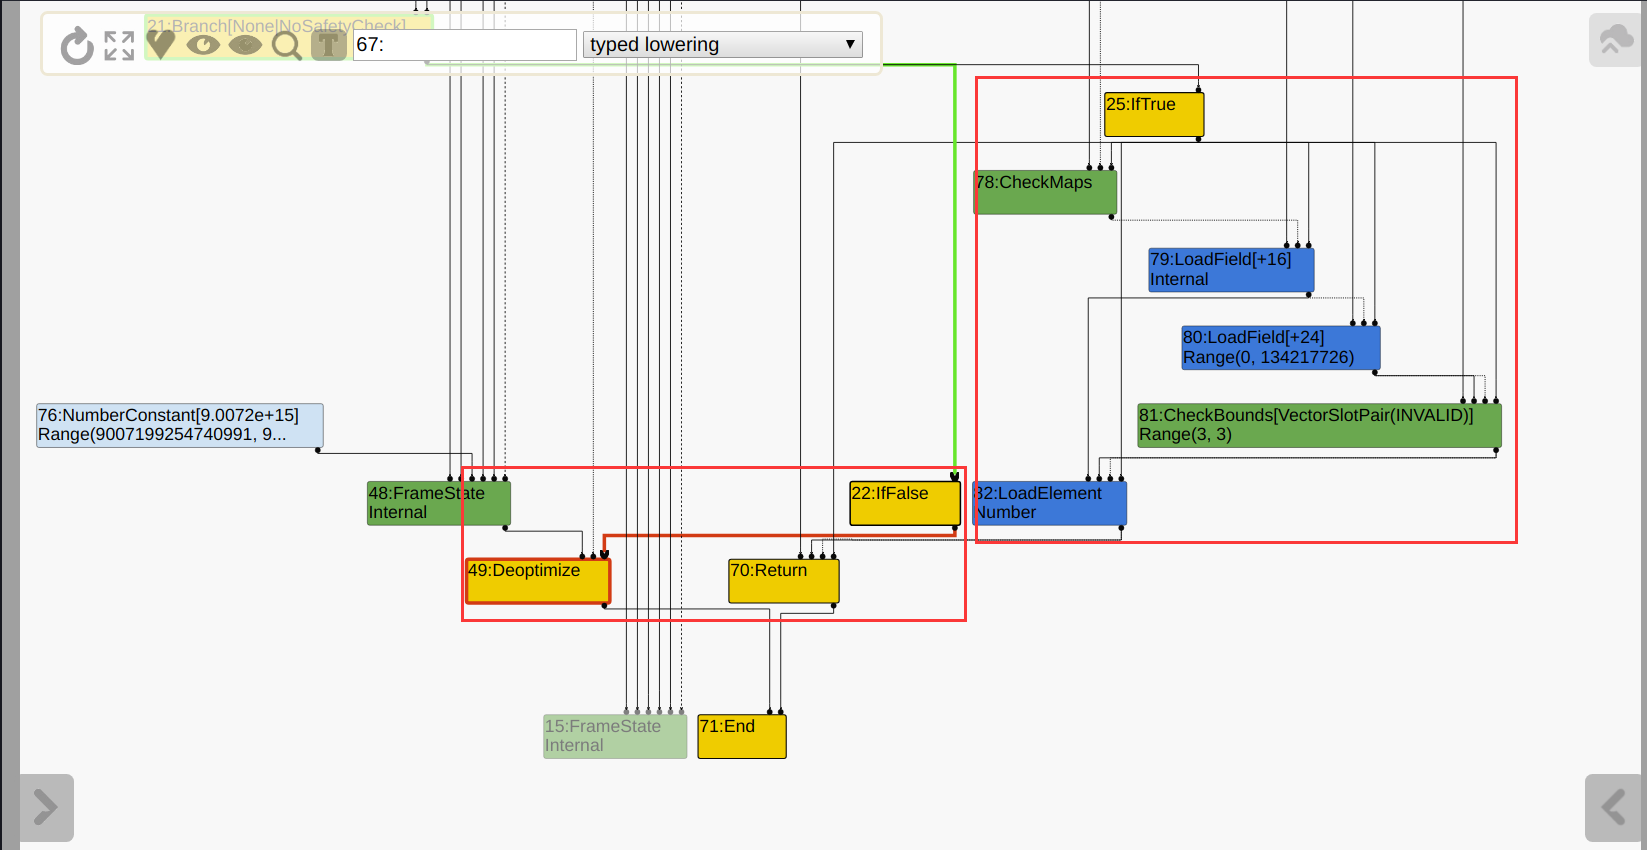 21:Branch[None|NoSafetyCheck]
T
67:
typed lowering
25:IfTrue
78:CheckMaps
79:LoadField[+16]
Internal
80:LoadField[+24]
Range(0, 134217726)
76:NumberConstant[9.0072e+15]
Range(9007199254740991, 9...
81:CheckBounds[VectorSlotPair(INVALID)]
Range(3, 3)
48:FrameState
Internal
22:IfFalse
82:LoadElement
Number
49:Deoptimize
70:Return
15:FrameState
Internal
71:End